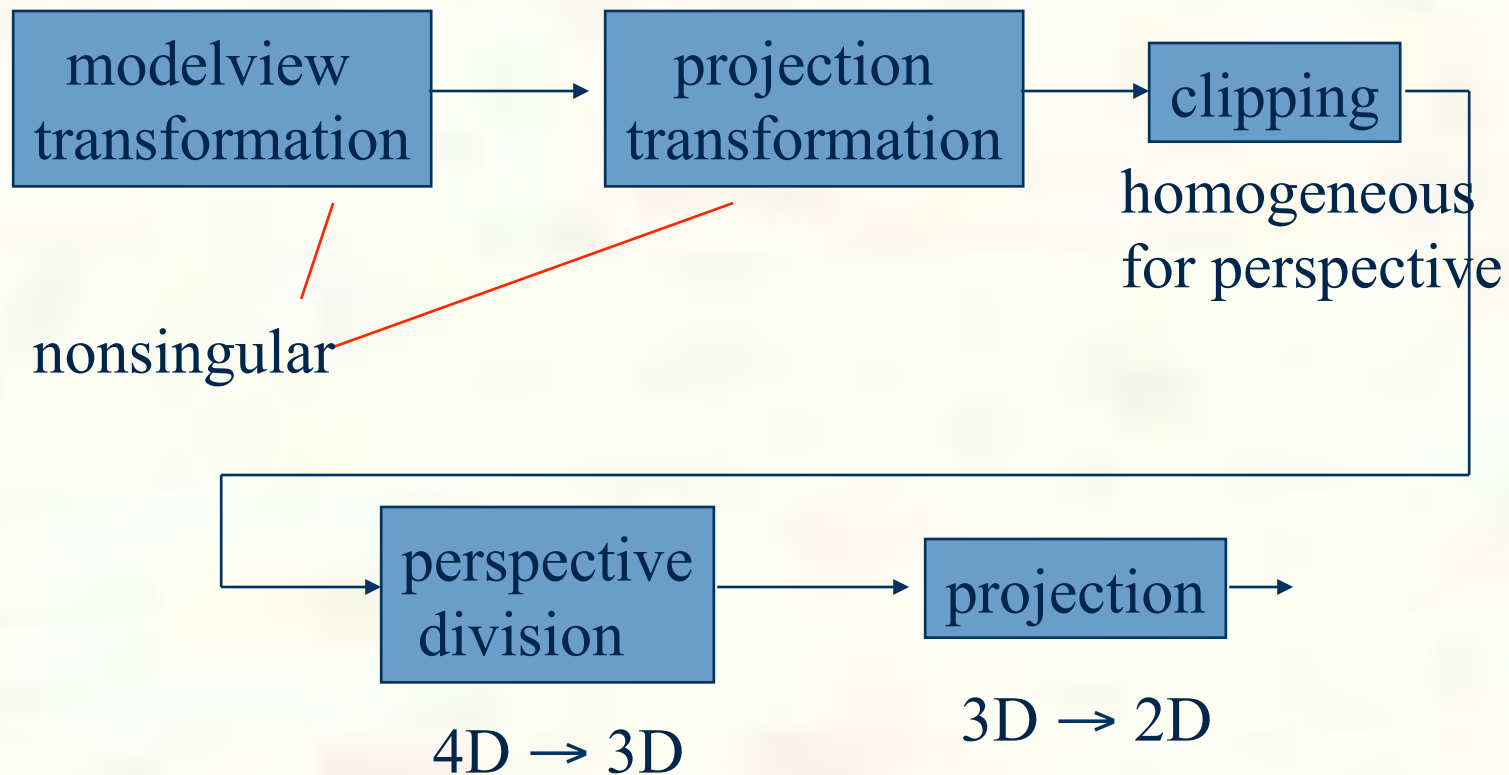 modelview
transformation
projection
transformation
clipping
homogeneous
for perspective
nonsingular
perspective
division
projection
4D → 3D
3D → 2D